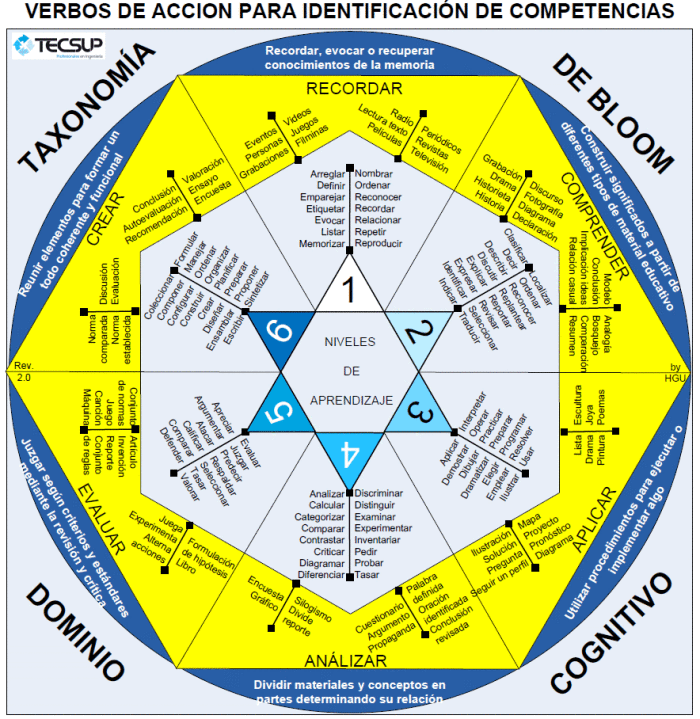 VERBOS DE ACCION PARA IDENTIFICACIÓN DE COMPETENCIAS
TECSUP
TAXONOMÍA
DE BLOOM
DOMINIO
COGNITIVO
Rev.
2.0
by
HGU
NIVELES
DE
APRENDIZAJE
1
2
3
4
5
6
Recordar, evocar o recuperar
conocimientos de la memoria
RECORDAR
Eventos
Personas
Grabaciones
Videos
Juegos
Filminas
Radio
Lectura texto
Películas
Periódicos
Revistas
Televisión
Arreglar
Definir
Emparejar
Etiquetar
Evocar
Listar
Memorizar
Nombrar
Ordenar
Reconocer
Recordar
Relacionar
Repetir
Reproducir
Construir significados a partir de
diferentes tipos de material educativo
COMPRENDER
Grabación
Drama
Historieta
Historia
Discurso
Fotografía
Diagrama
Declaración
Modelo
Conclusión
Implicación ideas
Relación casual
Analogía
Bosquejo
Comparación
Resumen
Clasificar
Decir
Describir
Discutir
Explicar
Expresar
Identificar
Indicar
Localizar
Ordenar
Reconocer
Replantear
Reportar
Revisar
Seleccionar
Traducir
Utilizar procedimientos para ejecutar o
implementar algo
APLICAR
Escultura
Joya
Poemas
Lista
Drama
Pintura
Ilustración
Solución
Pregunta
Seguir un perfil
Mapa
Proyecto
Pronóstico
Diagrama
Aplicar
Demostrar
Dibujar
Dramatizar
Elegir
Emplear
Ilustrar
Interpretar
Operar
Practicar
Preparar
Programar
Resolver
Usar
Dividir materiales y conceptos en
partes determinando su relación
ANÁLIZAR
Cuestionario
Argumento
Propaganda
Palabra
definida
Oración
identificada
Conclusión
revisada
Encuesta
Gráfico
Silogismo
Divide
reporte
Analizar
Calcular
Categorizar
Comparar
Contrastar
Criticar
Diagramar
Diferenciar
Discriminar
Distinguir
Examinar
Experimentar
Inventariar
Pedir
Probar
Tasar
Juzgar según criterios y estándares
mediante la revisión y crítica
EVALUAR
Juega
Experimenta
Alterna
acciones
Formulación
de hipótesis
Libro
Conjunto
de normas
Juego
Canción
Máquina
Artículo
Invención
Reporte
Conjunto
de reglas
Apreciar
Argumentar
Atacar
Calificar
Comparar
Defender
Evaluar
Juzgar
Predecir
Respaldar
Seleccionar
Tasar
Valorar
Reunir elementos para formar un
todo coherente y funcional
CREAR
Conclusión
Autoevaluación
Recomendación
Valoración
Ensayo
Encuesta
Discusión
Evaluación
Norma
comparada
Norma
establecida
Coleccionar
Componer
Configurar
Construir
Crear
Diseñar
Ensamblar
Escribir
Formular
Manejar
Ordenar
Organizar
Planificar
Preparar
Proponer
Sintetizar